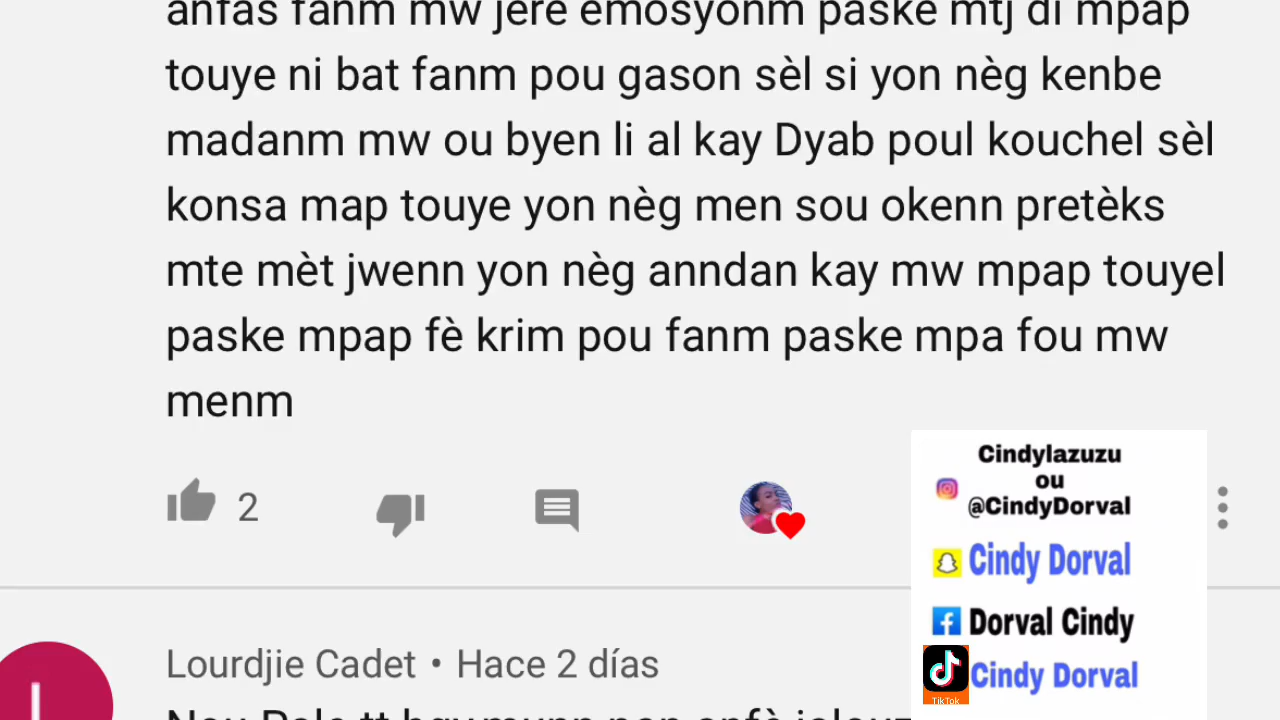 anfas fanm mw jere emosyonm paske mtj di mpap
touye ni bat fanm pou gason sèl si yon nèg kenbe
madanm mw ou byen li al kay Dyab poul kouchel sèl
konsa map touye yon nèg men sou okenn pretèks
mte mèt jwenn yon nèg anndan kay mw mpap touyel
paske mpap fè krim pou fanm paske mpa fou mw
menm
2
Cindylazuzu
ou
@CindyDorval
Cindy Dorval
Dorval Cindy
TikTok
Cindy Dorval
L
Lourdjie Cadet • Hace 2 días